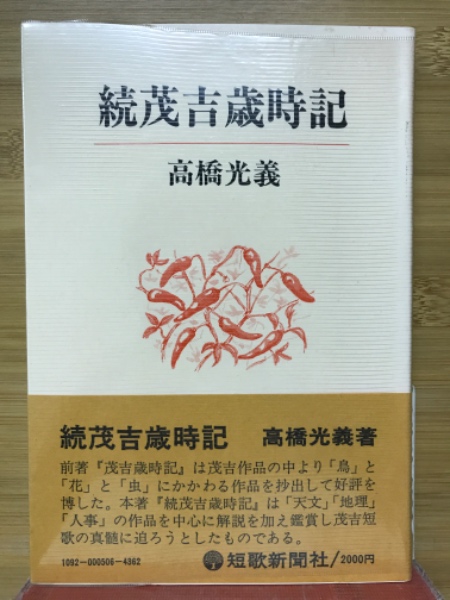 続茂吉歳時記
高橋光義
続茂吉歳時記 高橋光義著
前著『茂吉歳時記』は茂吉作品の中より「鳥」と
「花」と「虫」にかかわる作品を抄出して好評を
博した。本著『続茂吉歳時記』は「天文」「地理」
「人事」の作品を中心に解説を加え鑑賞し茂吉短
歌の真髄に迫ろうとしたものである。
1092-000506-4362 短歌新聞社/2000円